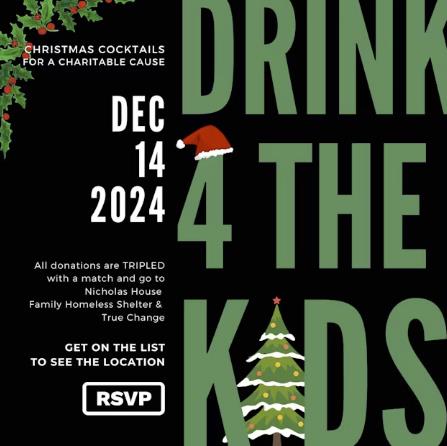 CHRISTMAS COCKTAILS
FOR A CHARITABLE CAUSE
DEC
14
2024
All donations are TRIPLED
with a match and go to
Nicholas House
Family Homeless Shelter &
True Change
GET ON THE LIST
TO SEE THE LOCATION
RSVP
DRINK
4 THE
KIDS